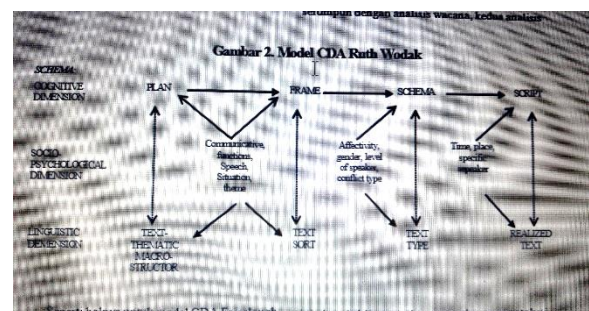 serumpun dengan analisis wacana, kedua analisis
Gambar 2. Model CDA Ruth Wodak
SCHEMA:
COGNITIVE
DIMENSION
PLAN
FRAME
SCHEMA
SCRIPT
SOCIO-
PSYCHOLOGICAL
DIMENSION
Communicative,
functions,
Speech,
Situation,
theme
Affectivity,
gender, level
of speaker,
conflict type
Time, place,
specific
speaker
LINGUISTIC
DEMENSION
TEXT-
THEMATIC
MACRO-
STRUCTOR
TEXT
SORT
TEXT
TYPE
REALIZED
TEXT